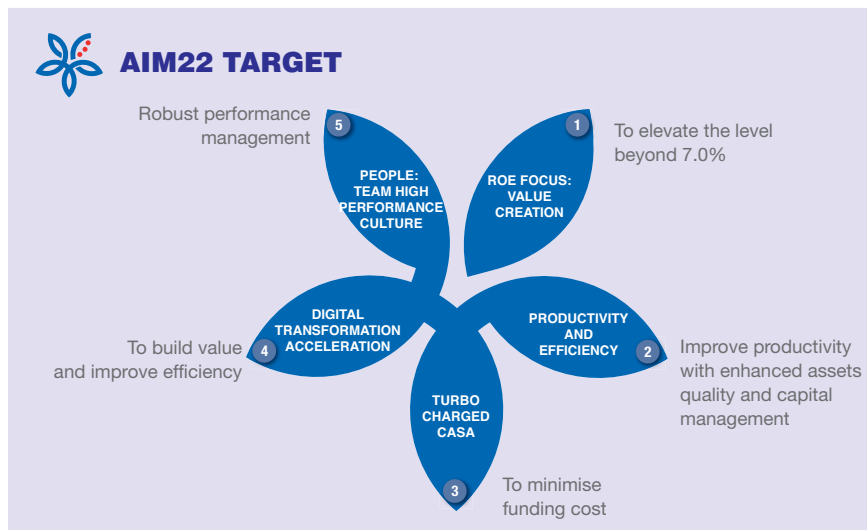 AIM22 TARGET
1
ROE FOCUS:
VALUE
CREATION
To elevate the level
beyond 7.0%
2
PRODUCTIVITY
AND
EFFICIENCY
Improve productivity
with enhanced assets
quality and capital
management
3
TURBO
CHARGED
CASA
To minimise
funding cost
4
DIGITAL
TRANSFORMATION
ACCELERATION
To build value
and improve efficiency
5
PEOPLE:
TEAM HIGH
PERFORMANCE
CULTURE
Robust performance
management